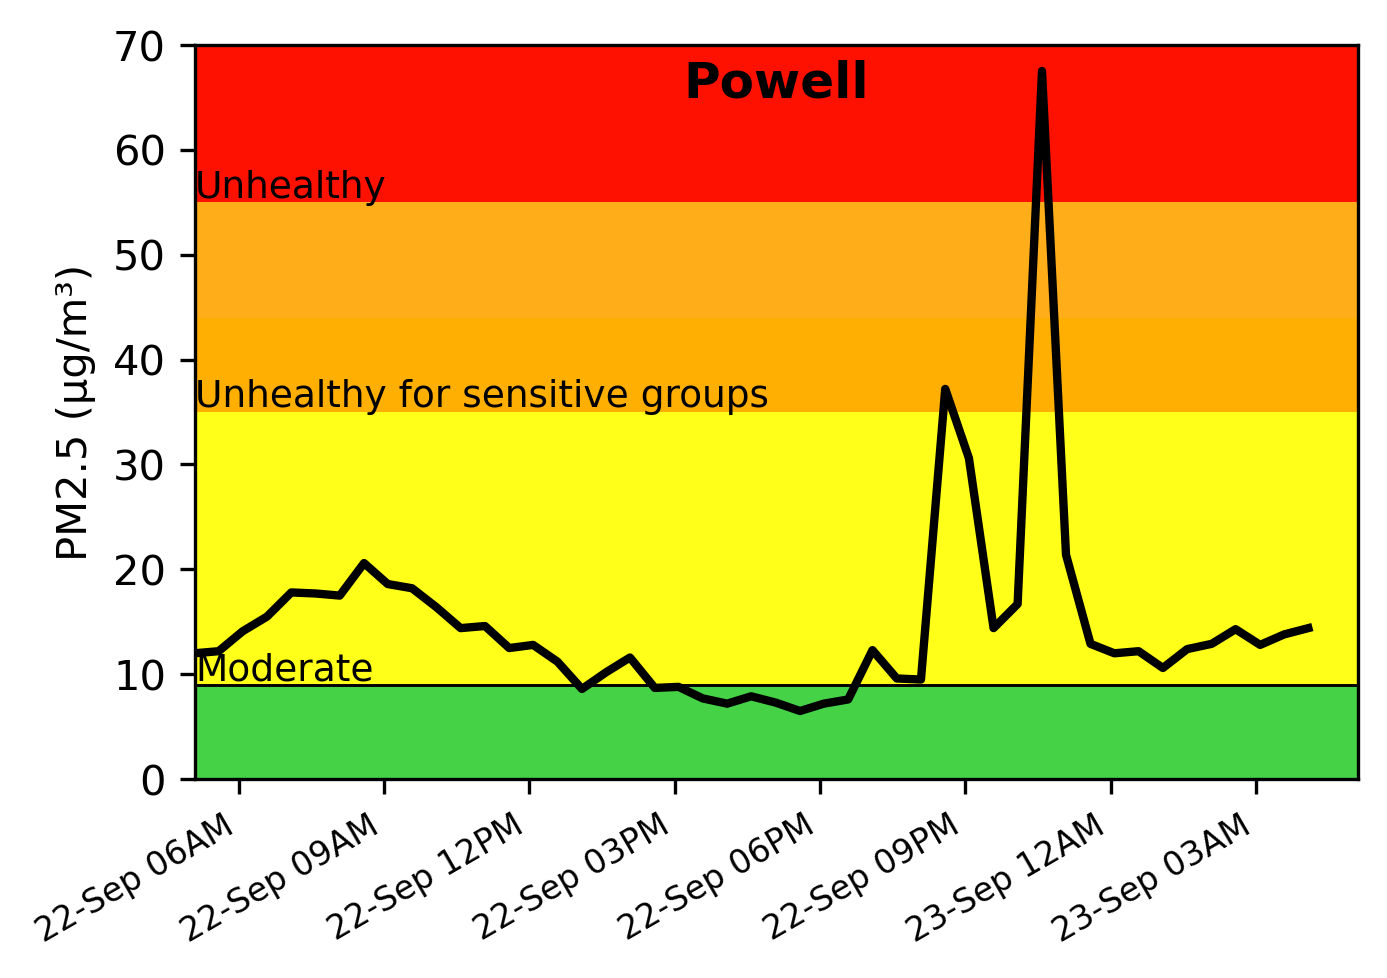 Powell
70
60
50
40
30
20
10
0
PM2.5 (µg/m³)
Unhealthy
Unhealthy for sensitive groups
Moderate
22-Sep 06AM
22-Sep 09AM
22-Sep 12PM
22-Sep 03PM
22-Sep 06PM
22-Sep 09PM
23-Sep 12AM
23-Sep 03AM